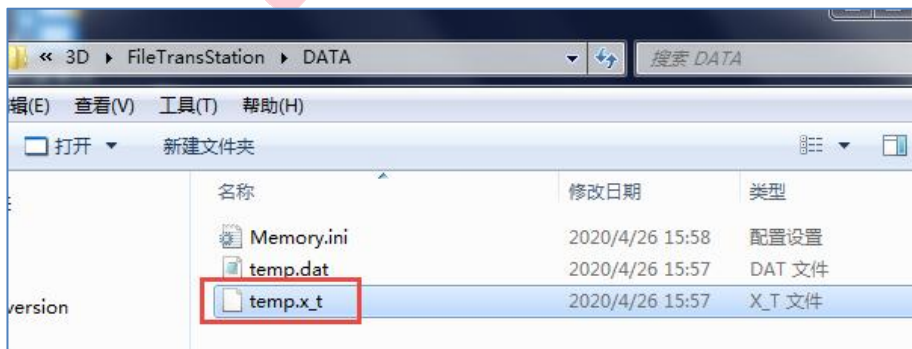 « 3D ▸ FileTransStation ▸ DATA 搜索 DATA
辑(E) 查看(V) 工具(T) 帮助(H)
打开 新建文件夹
名称 修改日期 类型
Memory.ini 2020/4/26 15:58 配置设置
temp.dat 2020/4/26 15:57 DAT 文件
temp.x_t 2020/4/26 15:57 X_T 文件
version